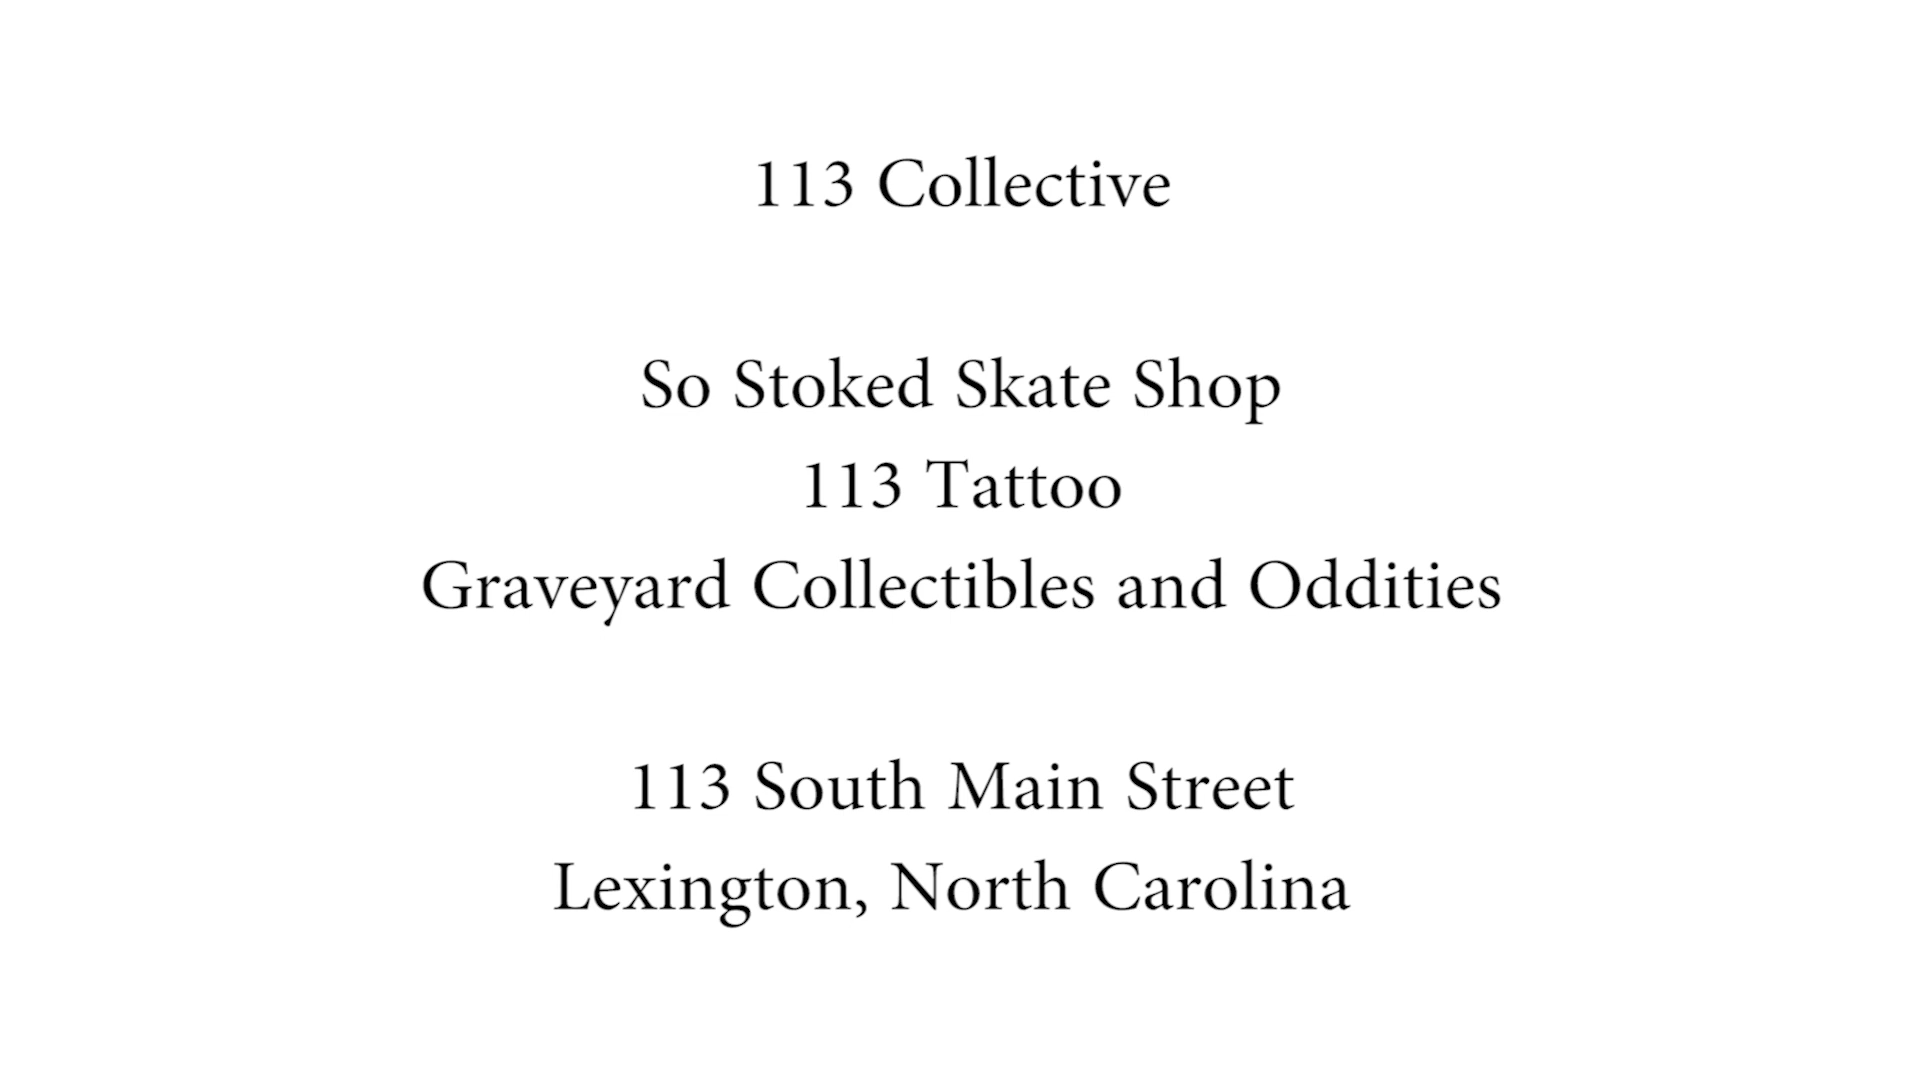 113 Collective
So Stoked Skate Shop
113 Tattoo
Graveyard Collectibles and Oddities
113 South Main Street
Lexington, North Carolina